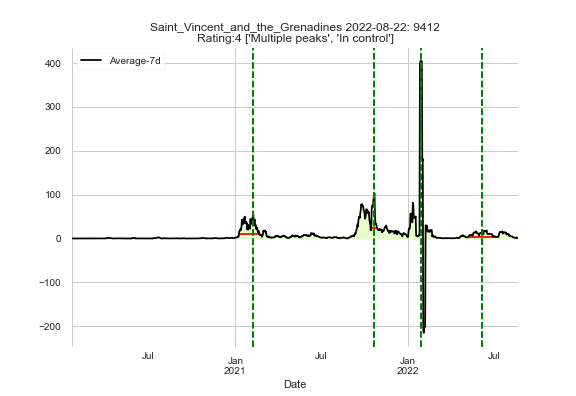 Saint_Vincent_and_the_Grenadines 2022-08-22: 9412
Rating:4 ['Multiple peaks', 'In control']
Average-7d
400
300
200
100
0
−100
−200
Jul
Jan
2021
Jul
Jan
2022
Jul
Date